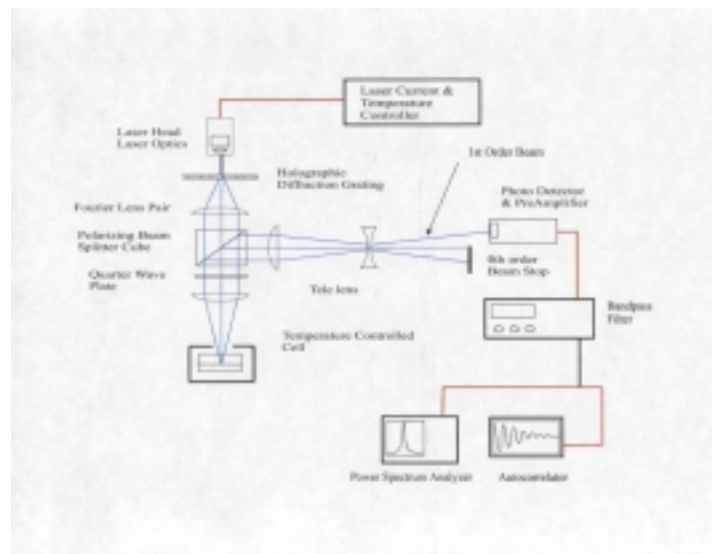 Laser Current &
Temperature
Controller
Laser Head
Laser Optics
1st Order Beam
Holographic
Diffraction Grating
Photo Detector
& PreAmplifier
Fourier Lens Pair
Polarizing Beam
Splitter Cube
0th order
Beam Stop
Quarter Wave
Plate
Tele lens
Bandpass
Filter
Temperature Controlled
Cell
Power Spectrum Analyzer
Autocorrelator